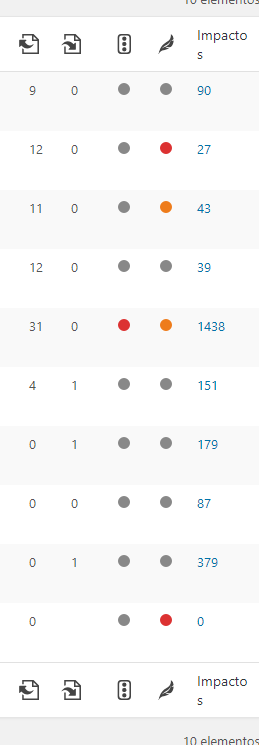 10 elementos
Impacto
s
9 0 90
12 0 27
11 0 43
12 0 39
31 0 1438
4 1 151
0 1 179
0 0 87
0 1 379
0 0
Impacto
s
10 elementos